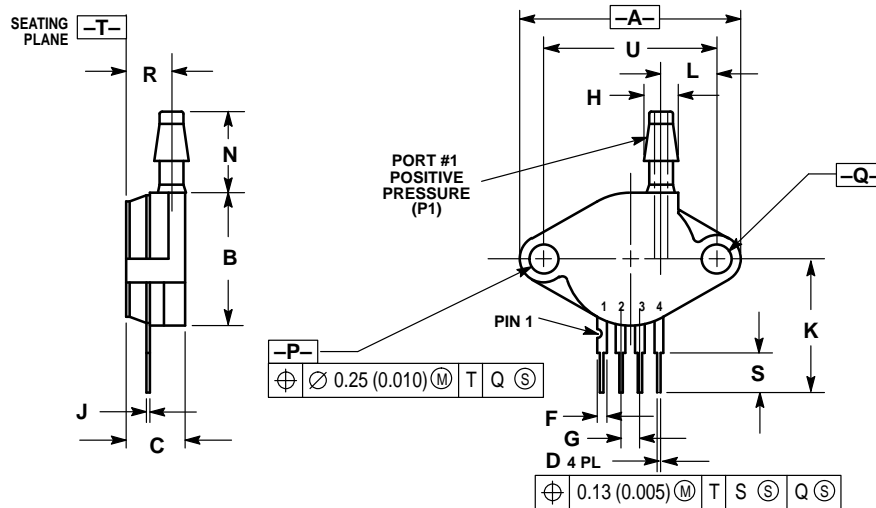 SEATING
PLANE
–T–
R
N
B
J
C
–A–
U
L
H
PORT #1
POSITIVE
PRESSURE
(P1)
–Q–
1 2 3 4
PIN 1
K
S
–P–
⌖ ∅ 0.25 (0.010) Ⓜ T Q Ⓢ
F
G
D 4 PL
⌖ 0.13 (0.005) Ⓜ T S Ⓢ Q Ⓢ